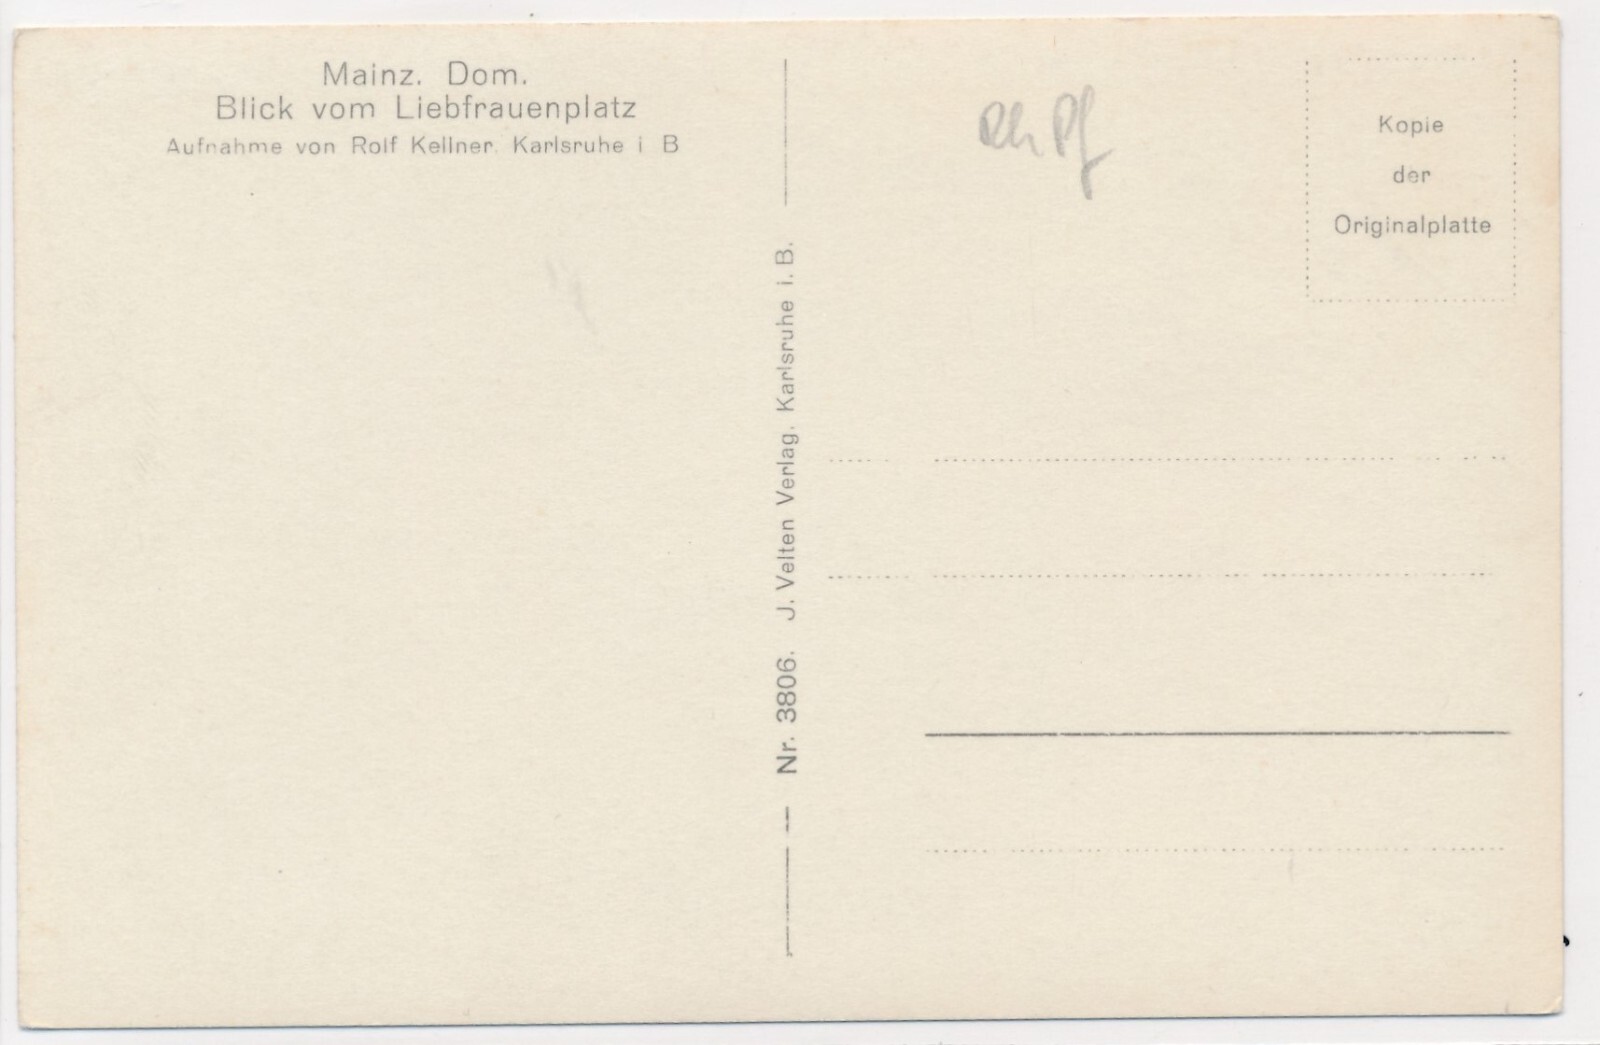 Mainz. Dom.
Blick vom Liebfrauenplatz
Aufnahme von Rolf Kellner. Karlsruhe i B
Nr. 3806. J. Velten Verlag. Karlsruhe i. B.
Rh Pf
Kopie
der
Originalplatte